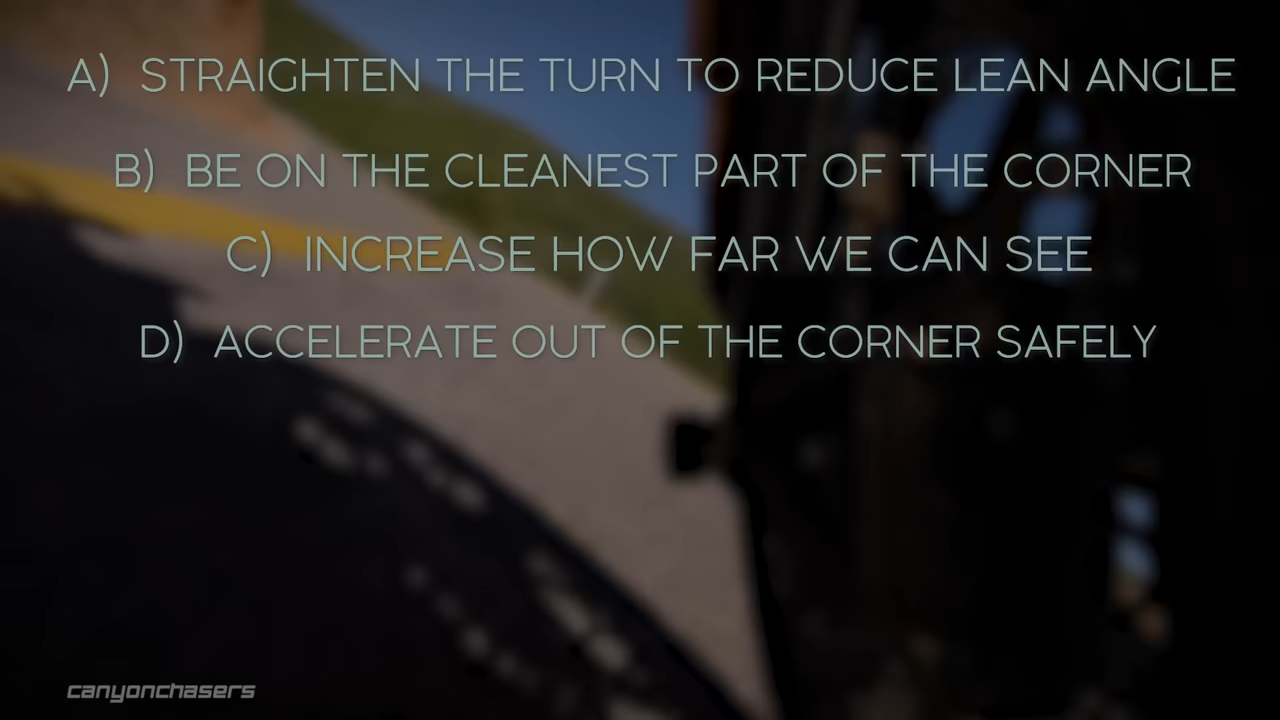 A) STRAIGHTEN THE TURN TO REDUCE LEAN ANGLE
B) BE ON THE CLEANEST PART OF THE CORNER
C) INCREASE HOW FAR WE CAN SEE
D) ACCELERATE OUT OF THE CORNER SAFELY
canyonchasers